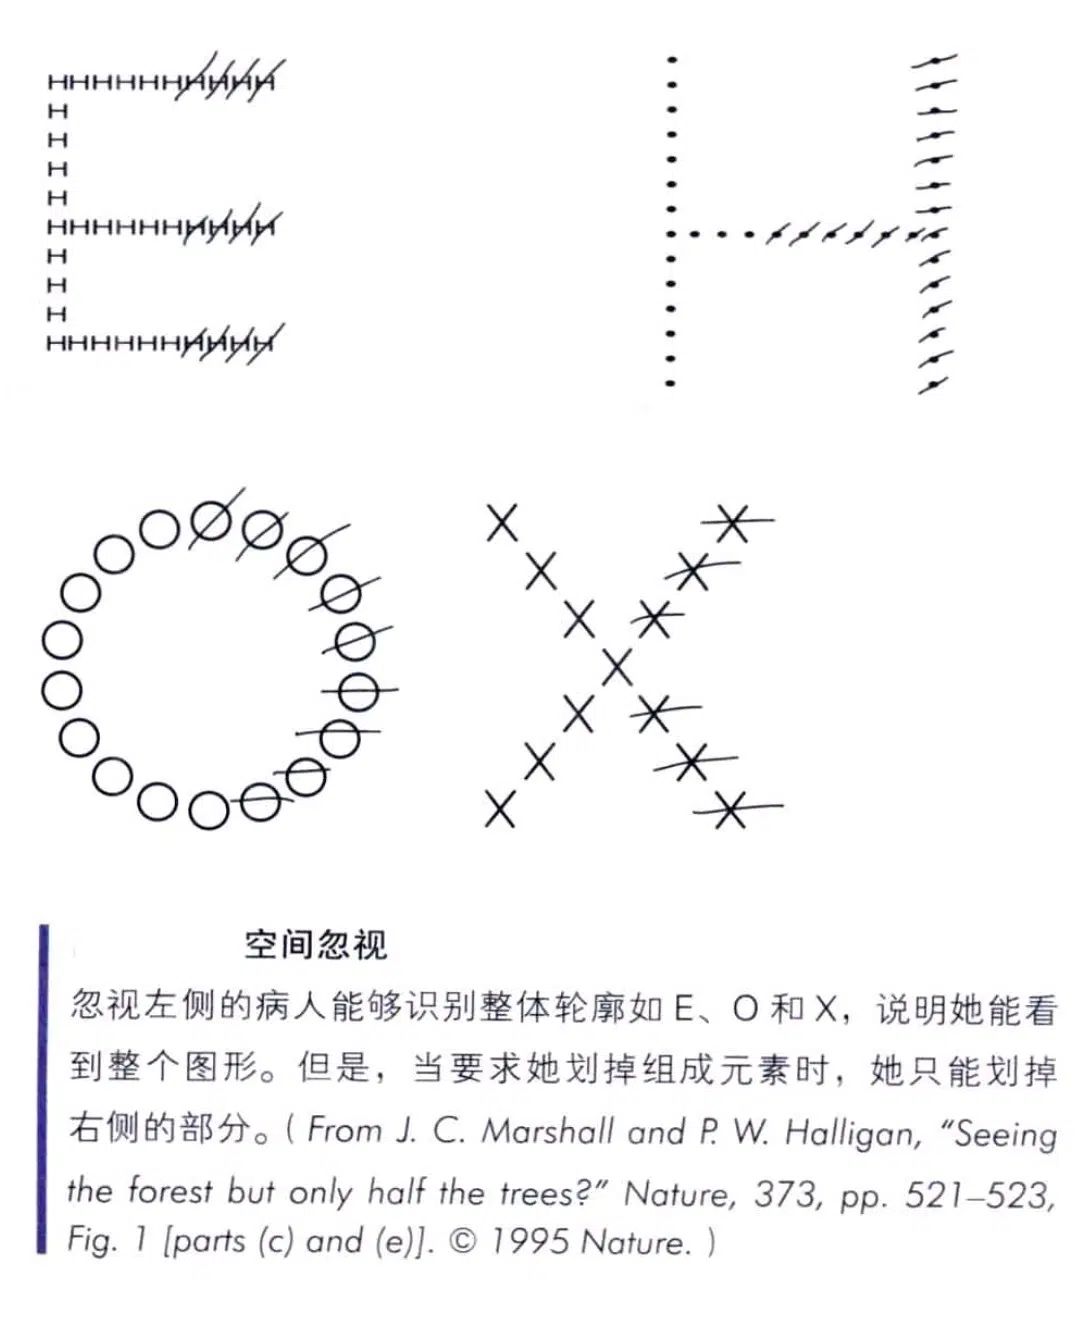 空间忽视
忽视左侧的病人能够识别整体轮廓如 E、O 和 X，说明她能看
到整个图形。但是，当要求她划掉组成元素时，她只能划掉
右侧的部分。( From J. C. Marshall and P. W. Halligan, “Seeing
the forest but only half the trees?” Nature, 373, pp. 521–523,
Fig. 1 [parts (c) and (e)]. © 1995 Nature. )